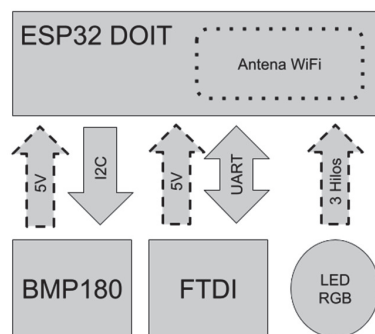 ESP32 DOIT
Antena WiFi
5V
I2C
5V
UART
3 Hilos
BMP180
FTDI
LED
RGB